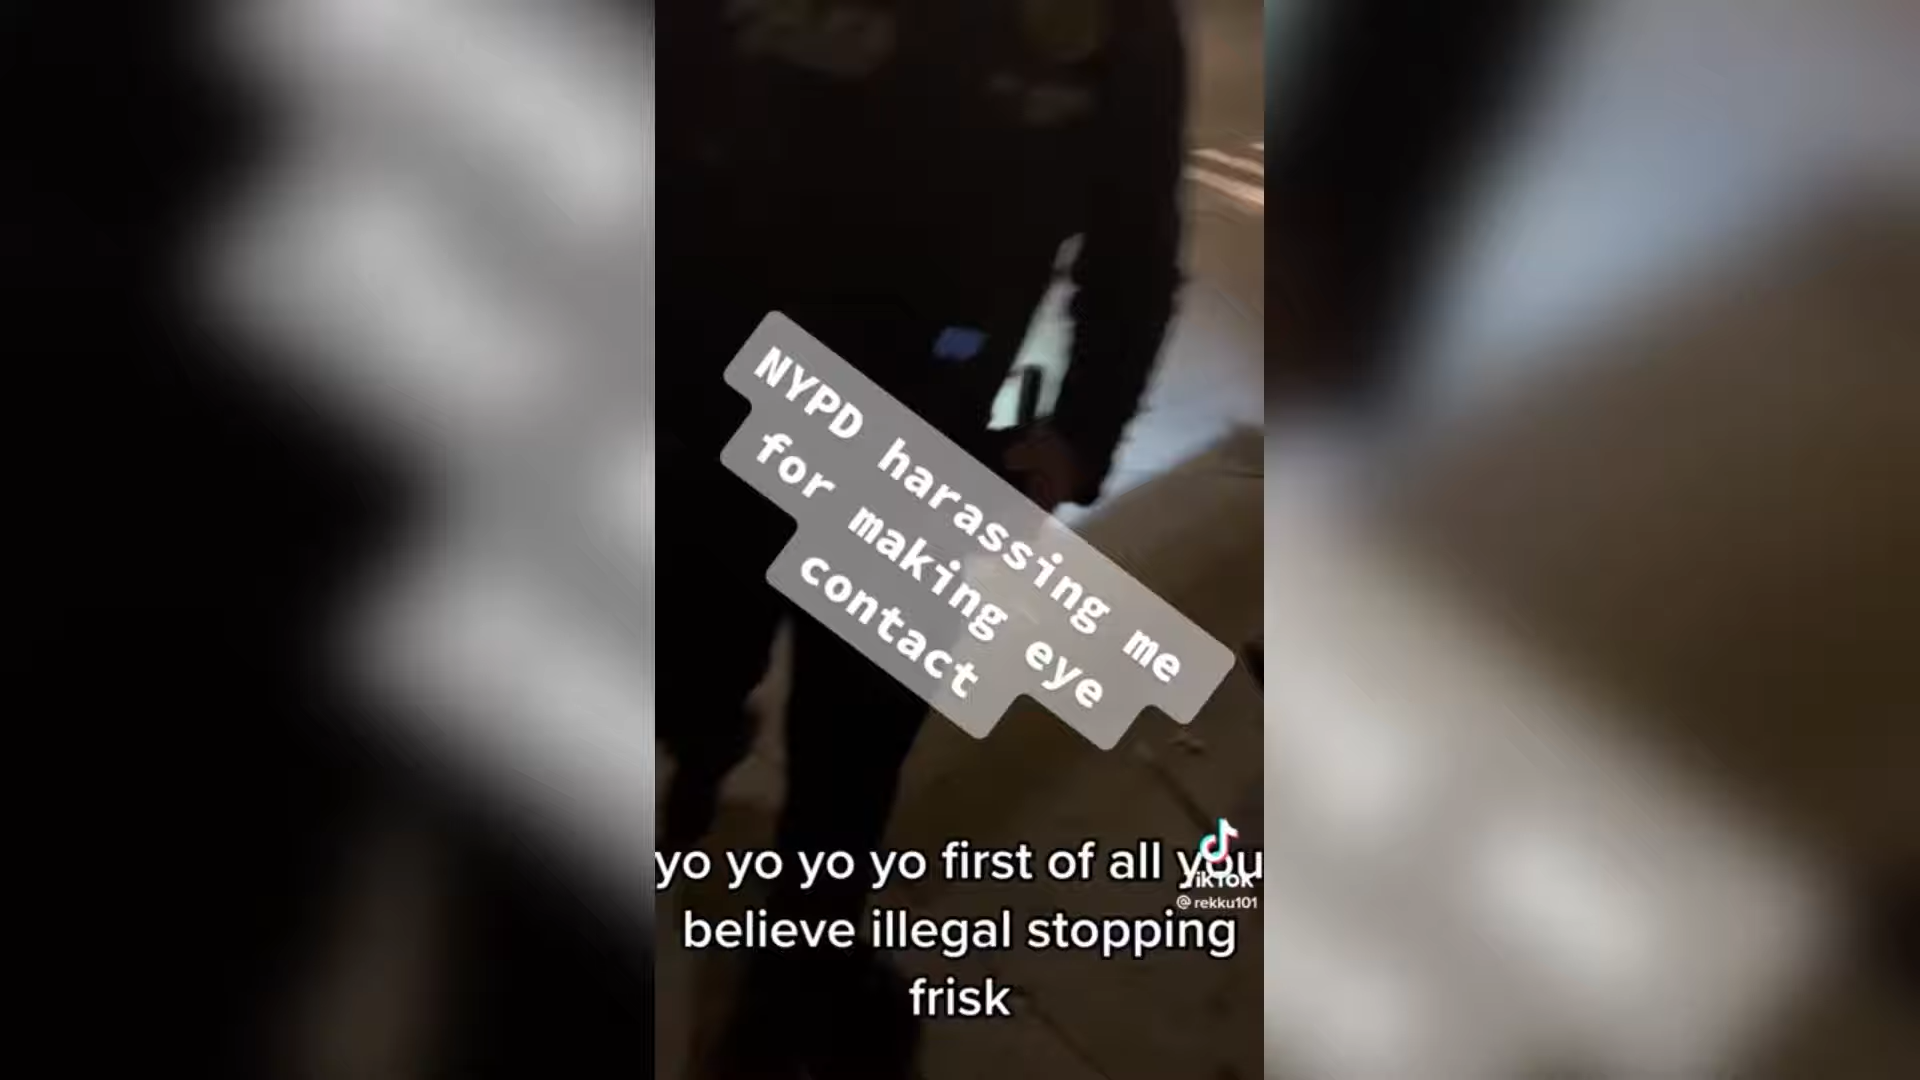 NYPD harassing me
for making eye
contact
yo yo yo yo first of all you
believe illegal stopping
frisk
TikTok
@rekku101